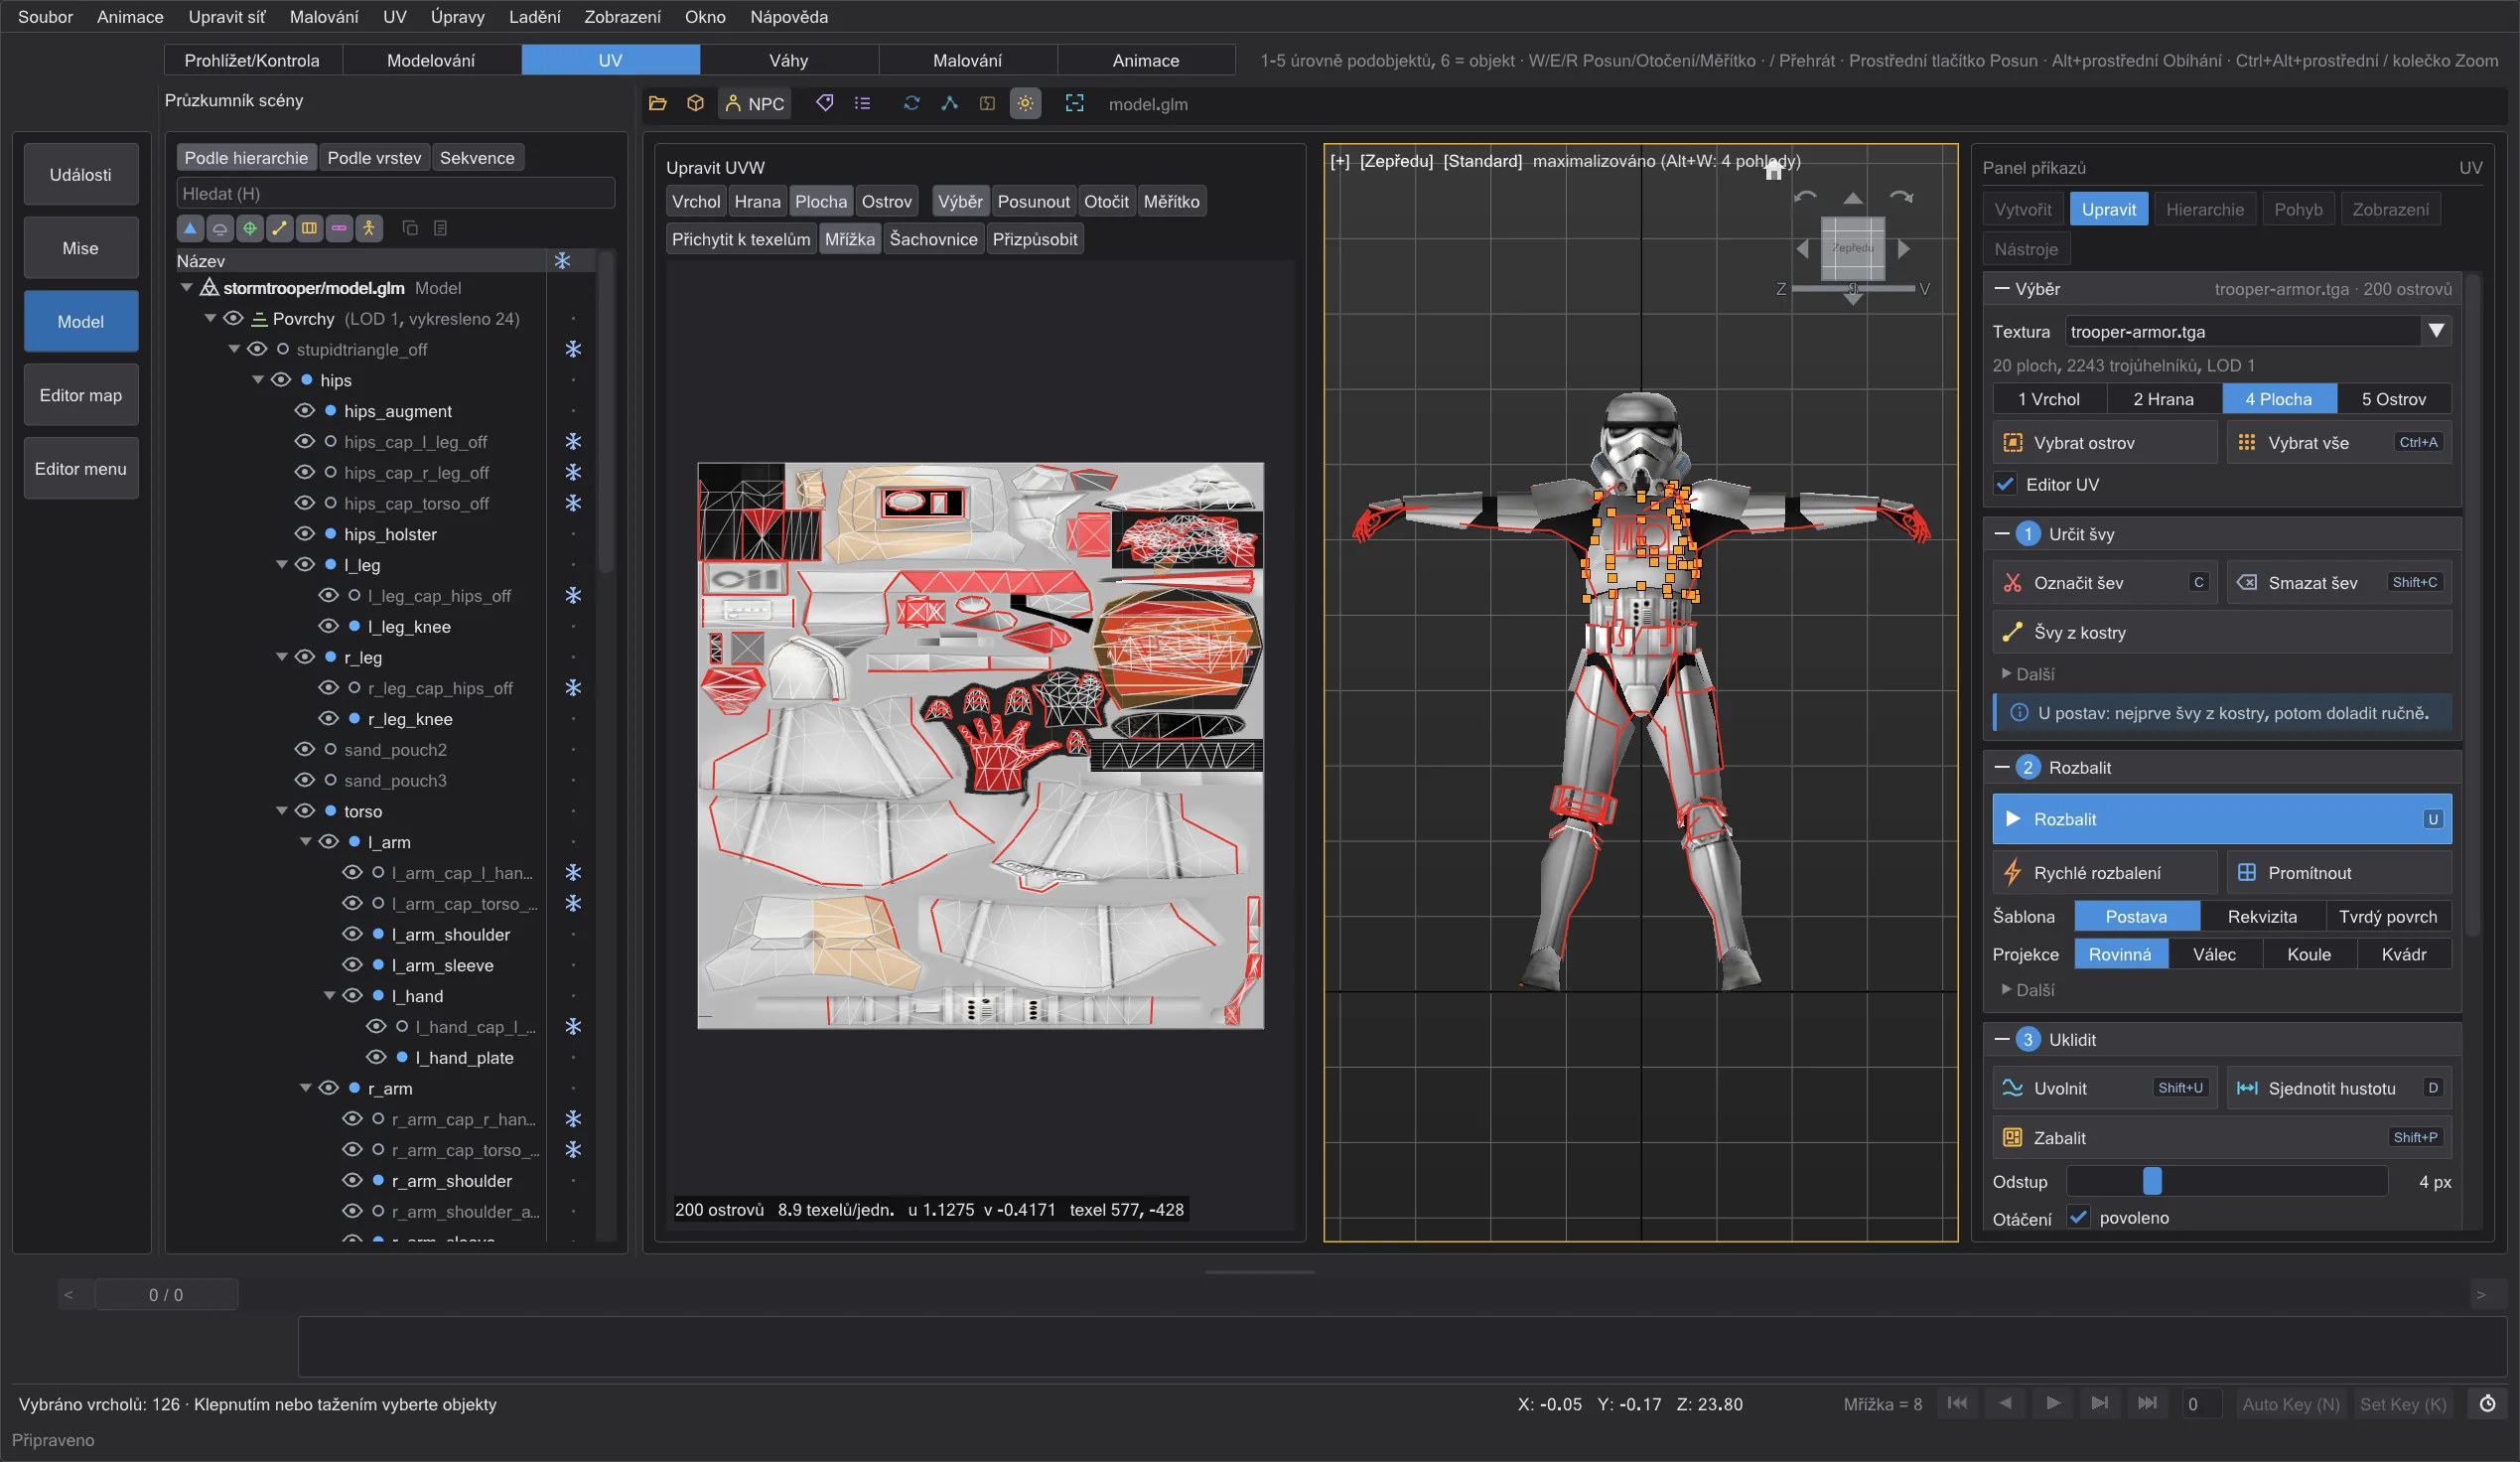 Soubor Animace Upravit síť Malování UV Úpravy Ladění Zobrazení Okno Nápověda
Prohlížet/Kontrola Modelování UV Váhy Malování Animace 1-5 úrovně podobjektů, 6 = objekt · W/E/R Posun/Otočení/Měřítko · / Přehrát · Prostřední tlačítko Posun · Alt+prostřední Obíhání · Ctrl+Alt+prostřední / kolečko Zoom
Průzkumník scény
NPC model.glm
Události
Mise
Model
Editor map
Editor menu
Podle hierarchie Podle vrstev Sekvence
Hledat (H)
Název
stormtrooper/model.glm Model
Povrchy (LOD 1, vykresleno 24)
stupidtriangle_off
hips
hips_augment
hips_cap_l_leg_off
hips_cap_r_leg_off
hips_cap_torso_off
hips_holster
l_leg
l_leg_cap_hips_off
l_leg_knee
r_leg
r_leg_cap_hips_off
r_leg_knee
sand_pouch2
sand_pouch3
torso
l_arm
l_arm_cap_l_han...
l_arm_cap_torso_...
l_arm_shoulder
l_arm_sleeve
l_hand
l_hand_cap_l_...
l_hand_plate
r_arm
r_arm_cap_r_han...
r_arm_cap_torso_...
r_arm_shoulder
r_arm_shoulder_a...
r_arm_sleeve
Upravit UVW
Vrchol Hrana Plocha Ostrov Výběr Posunout Otočit Měřítko
Přichytit k texelům Mřížka Šachovnice Přizpůsobit
200 ostrovů 8.9 texelů/jedn. u 1.1275 v -0.4171 texel 577, -428
[+] [Zepředu] [Standard] maximalizováno (Alt+W: 4 pohledy)
Zepředu
Z V
Panel příkazů UV
Vytvořit Upravit Hierarchie Pohyb Zobrazení
Nástroje
Výběr trooper-armor.tga · 200 ostrovů
Textura trooper-armor.tga
20 ploch, 2243 trojúhelníků, LOD 1
1 Vrchol 2 Hrana 4 Plocha 5 Ostrov
Vybrat ostrov Vybrat vše Ctrl+A
Editor UV
1 Určit švy
Označit šev C Smazat šev Shift+C
Švy z kostry
Další
U postav: nejprve švy z kostry, potom doladit ručně.
2 Rozbalit
Rozbalit U
Rychlé rozbalení Promítnout
Šablona Postava Rekvizita Tvrdý povrch
Projekce Rovinná Válec Koule Kvádr
Další
3 Uklidit
Uvolnit Shift+U Sjednotit hustotu D
Zabalit Shift+P
Odstup 4 px
Otáčení povoleno
< 0 / 0 >
Vybráno vrcholů: 126 · Klepnutím nebo tažením vyberte objekty X: -0.05 Y: -0.17 Z: 23.80 Mřížka = 8 0 Auto Key (N) Set Key (K)
Připraveno